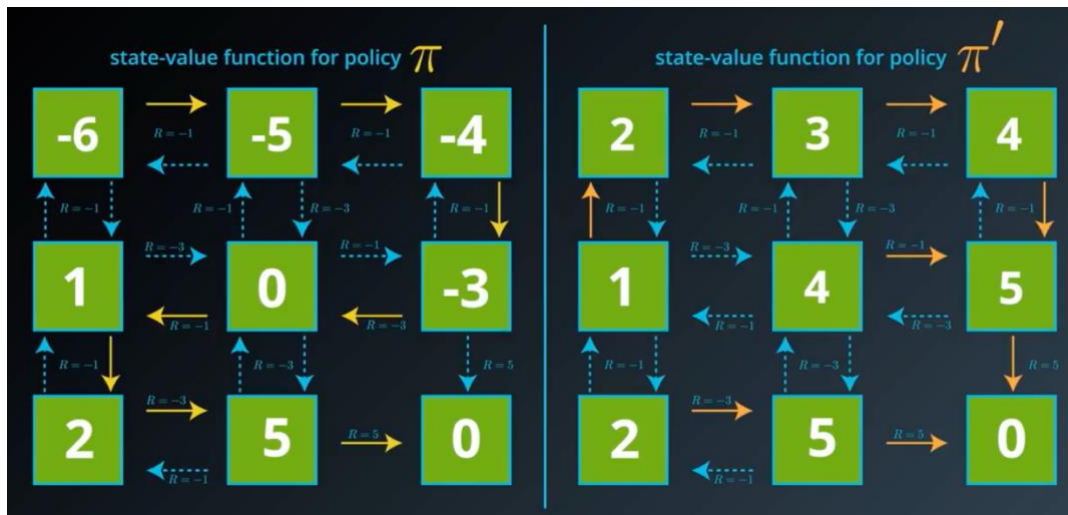 state-value function for policy π
-6 -5 -4
R = -1 R = -1
R = -1 R = -1 R = -3 R = -1
R = -3 R = -1
1 0 -3
R = -1 R = -3
R = -1 R = -3 R = 5
R = -3
2 5 0
R = 5
R = -1
state-value function for policy π′
2 3 4
R = -1 R = -1
R = -1 R = -1 R = -3 R = -1
R = -3 R = -1
1 4 5
R = -1 R = -3
R = -1 R = -3 R = 5
R = -3
2 5 0
R = 5
R = -1